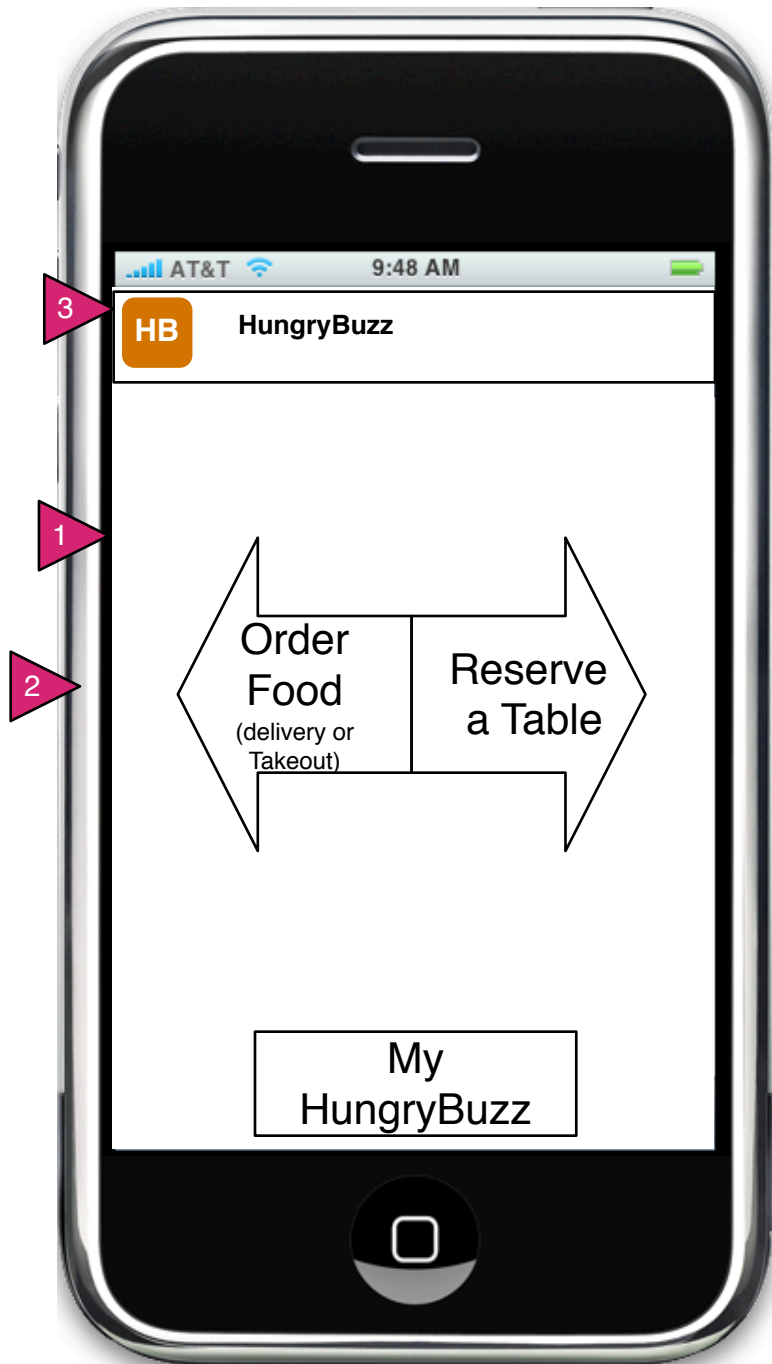 AT&T 9:48 AM
3
HB HungryBuzz
1
Order
Food
(delivery or
Takeout)
Reserve
a Table
2
My
HungryBuzz